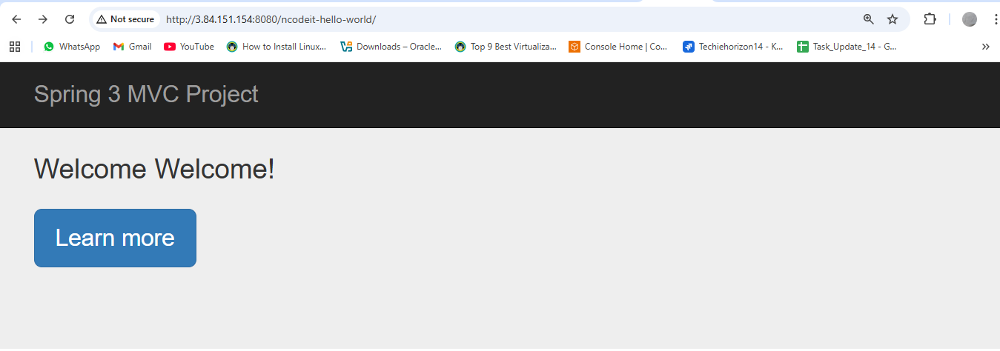 Not secure http://3.84.151.154:8080/ncodeit-hello-world/
WhatsApp Gmail YouTube How to Install Linux... Downloads – Oracle... Top 9 Best Virtualiza... Console Home | Co... Techiehorizon14 - K... Task_Update_14 - G...
Spring 3 MVC Project
Welcome Welcome!
Learn more